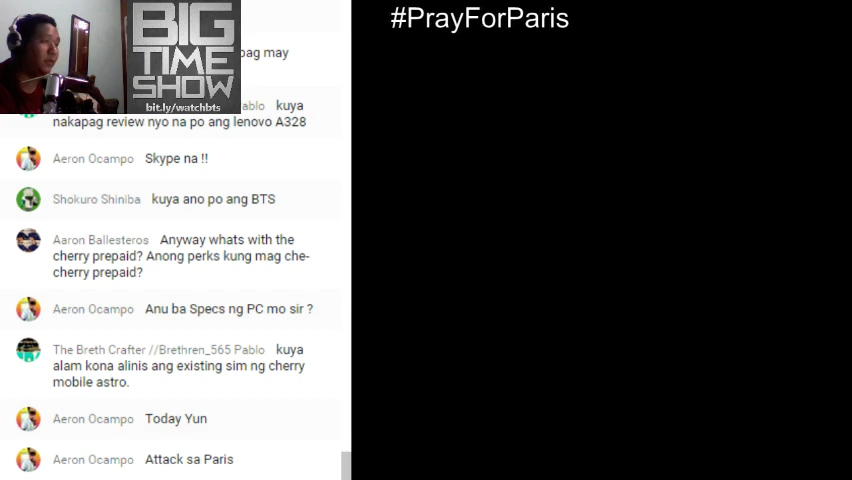 BIG
TIME
SHOW
bit.ly/watchbts
#PrayForParis
pag may
Pablo kuya
nakapag review nyo na po ang lenovo A328
Aeron Ocampo Skype na !!
Shokuro Shiniba kuya ano po ang BTS
Aaron Ballesteros Anyway whats with the
cherry prepaid? Anong perks kung mag che-
cherry prepaid?
Aeron Ocampo Anu ba Specs ng PC mo sir ?
The Breth Crafter //Brethren_565 Pablo kuya
alam kona alinis ang existing sim ng cherry
mobile astro.
Aeron Ocampo Today Yun
Aeron Ocampo Attack sa Paris